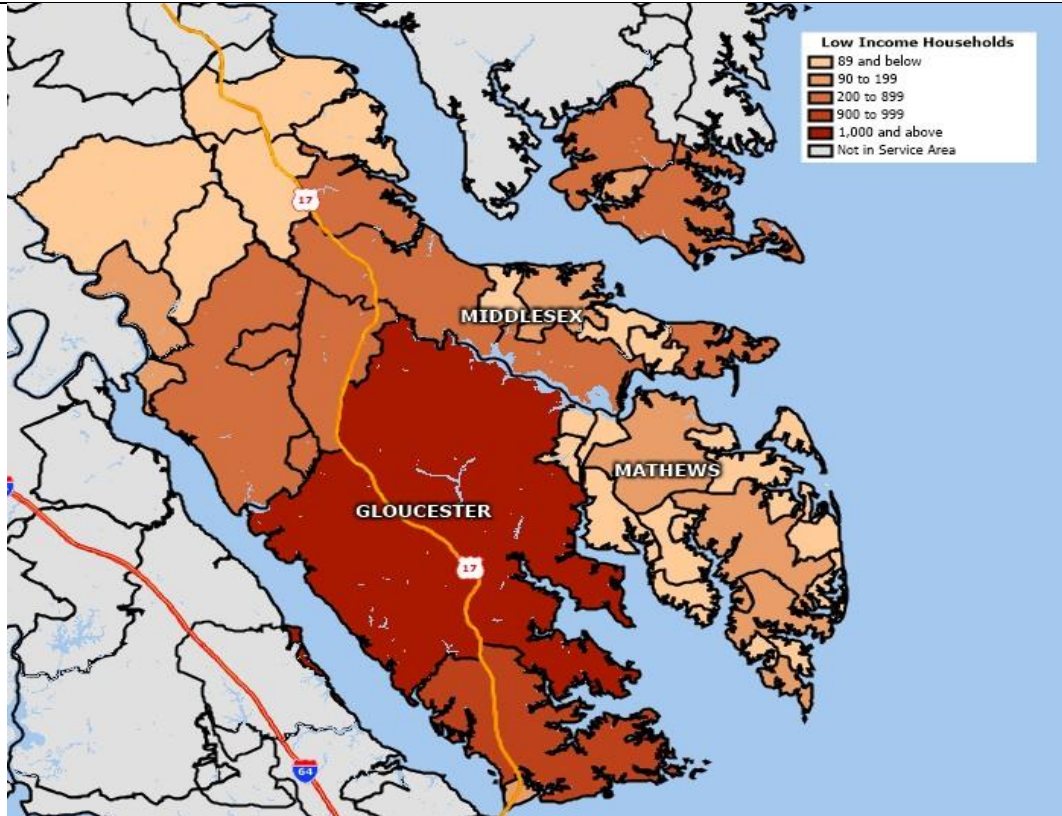 Low Income Households
89 and below
90 to 199
200 to 899
900 to 999
1,000 and above
Not in Service Area
17
MIDDLESEX
MATHEWS
GLOUCESTER
17
64